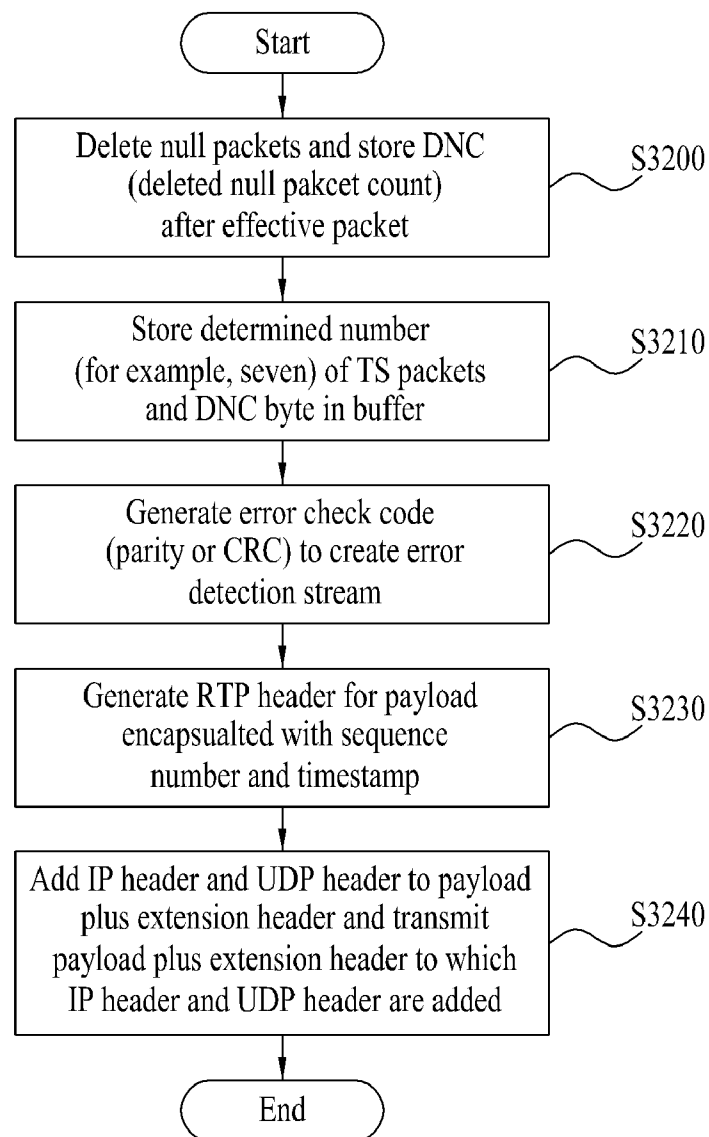 Start
Delete null packets and store DNC
(deleted null pakcet count)
after effective packet
S3200
Store determined number
(for example, seven) of TS packets
and DNC byte in buffer
S3210
Generate error check code
(parity or CRC) to create error
detection stream
S3220
Generate RTP header for payload
encapsualted with sequence
number and timestamp
S3230
Add IP header and UDP header to payload
plus extension header and transmit
payload plus extension header to which
IP header and UDP header are added
S3240
End